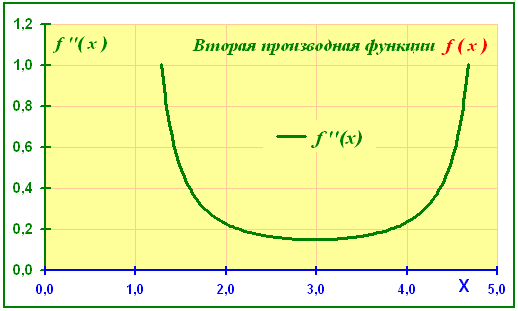 1,2
f "( x )
Вторая производная функции f ( x )
1,0
0,8
0,6
f "(x)
0,4
0,2
0,0
X
0,0 1,0 2,0 3,0 4,0 5,0